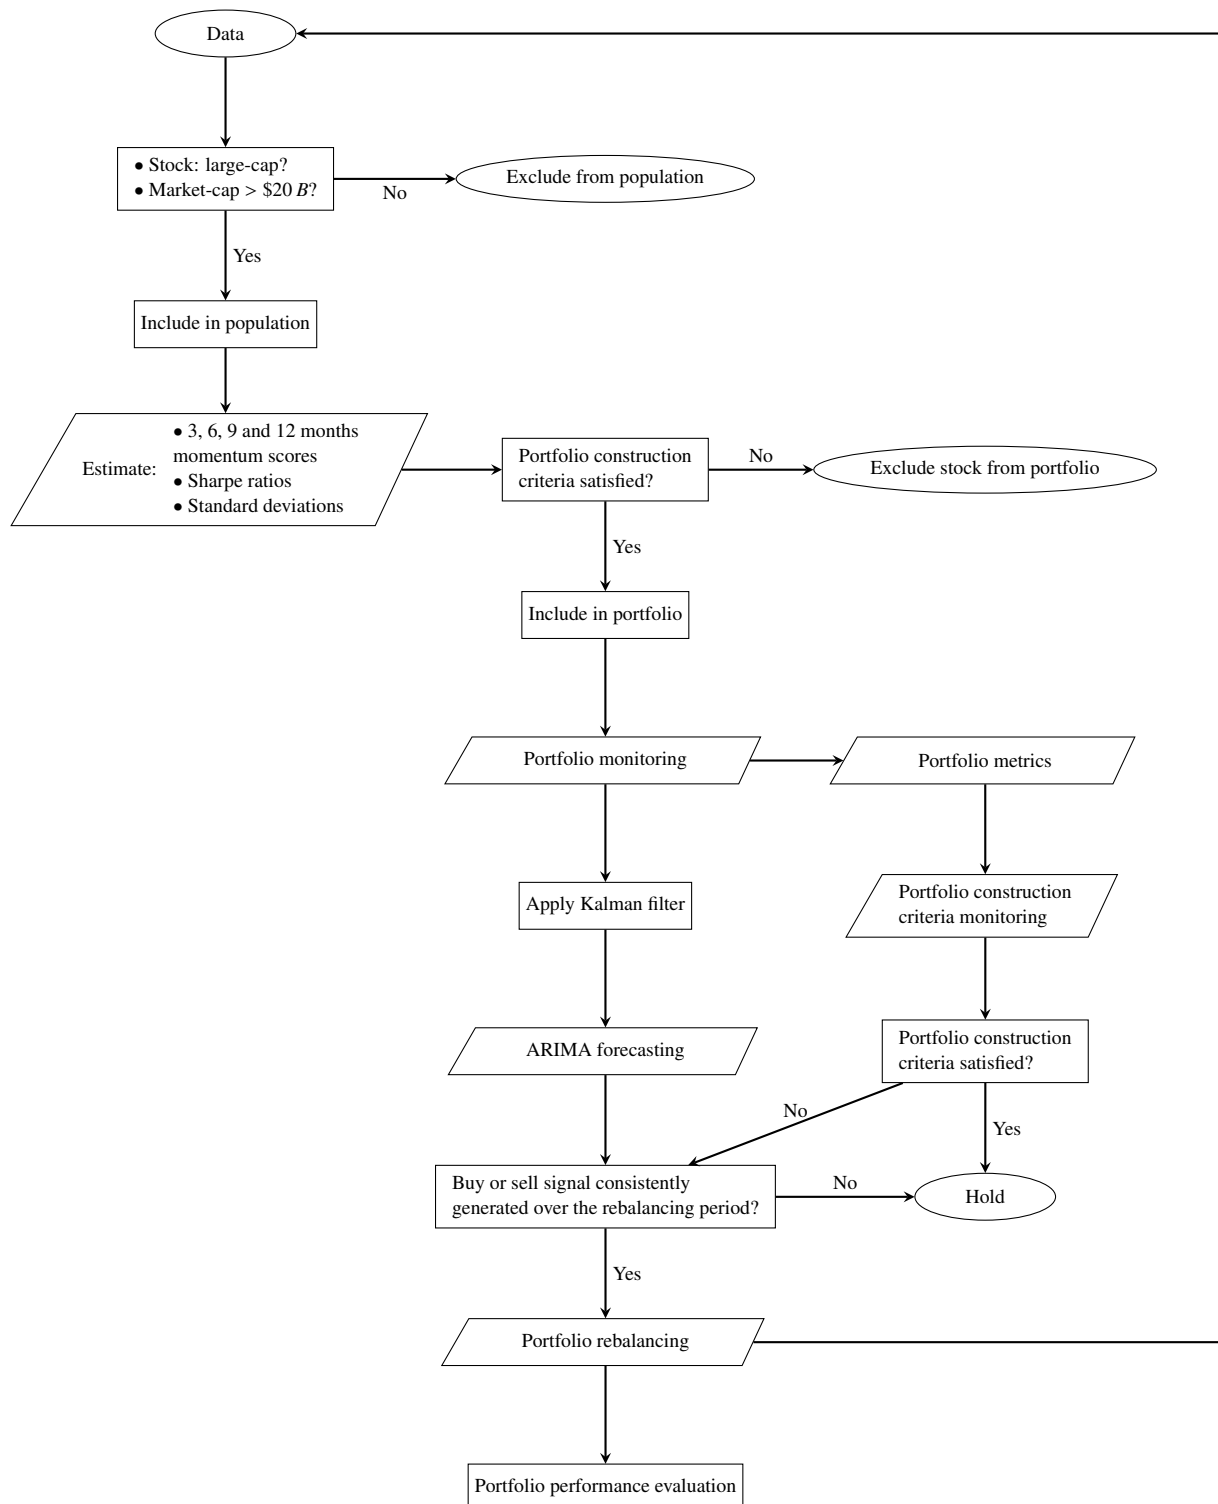 Data
• Stock: large-cap?
• Market-cap > $20 B?
No
Exclude from population
Yes
Include in population
Estimate:
• 3, 6, 9 and 12 months
momentum scores
• Sharpe ratios
• Standard deviations
Portfolio construction
criteria satisfied?
No
Exclude stock from portfolio
Yes
Include in portfolio
Portfolio monitoring
Portfolio metrics
Apply Kalman filter
Portfolio construction
criteria monitoring
ARIMA forecasting
Portfolio construction
criteria satisfied?
No
Yes
Buy or sell signal consistently
generated over the rebalancing period?
No
Hold
Yes
Portfolio rebalancing
Portfolio performance evaluation